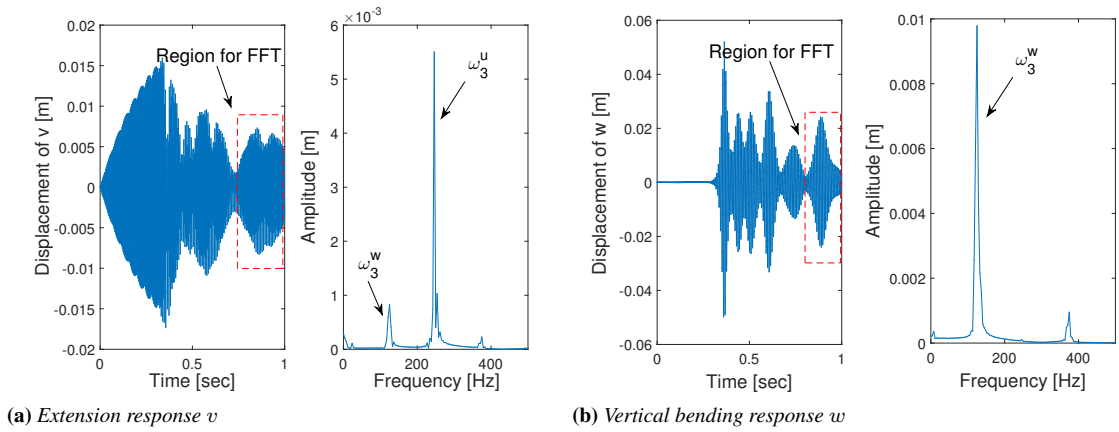 Displacement of v [m]
0.02
0.015
0.01
0.005
0
-0.005
-0.01
-0.015
-0.02
0
0.5
1
Time [sec]
Region for FFT
Amplitude [m]
×10⁻³
6
5
4
3
2
1
0
0
200
400
Frequency [Hz]
ω₃ᵘ
ω₃ʷ
(a) Extension response v
Displacement of w [m]
0.06
0.04
0.02
0
-0.02
-0.04
-0.06
0
0.5
1
Time [sec]
Region for FFT
Amplitude [m]
0.01
0.008
0.006
0.004
0.002
0
0
200
400
Frequency [Hz]
ω₃ʷ
(b) Vertical bending response w